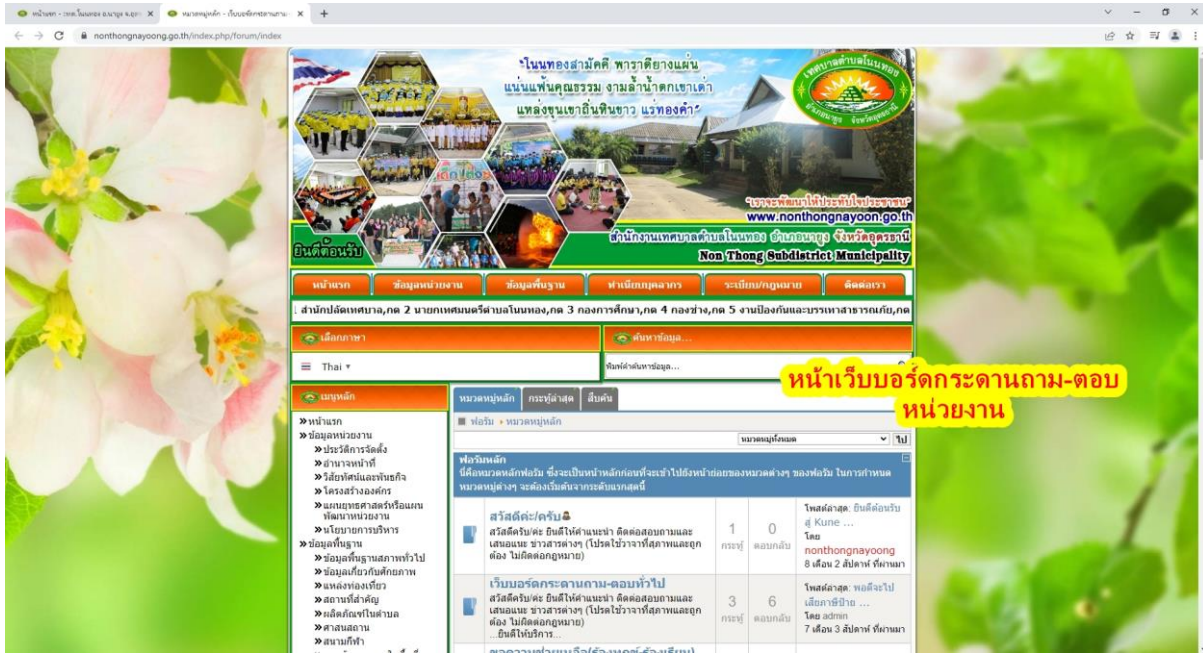 หน้าแรก - เทต.โนนทอง อ.นายูง จ.อุดร
หมวดหมู่หลัก - เว็บบอร์ดกระดานถาม
nonthongnayoong.go.th/index.php/forum/index
"โนนทองสามัคคี พาราดียางแผ่น
แน่นแฟ้นคุณธรรม งามล้ำน้ำตกเขาเต่า
แหล่งขุนเขาถิ่นหินขาว แร่ทองคำ"
เทศบาลตำบลโนนทอง
อำเภอนายูง จังหวัดอุดรธานี
"เราจะพัฒนาให้ประทับใจประชาชน"
www.nonthongnayoon.go.th
สำนักงานเทศบาลตำบลโนนทอง อำเภอนายูง จังหวัดอุดรธานี
ยินดีต้อนรับ
Non Thong Subdistrict Municipality
หน้าแรก
ข้อมูลหน่วยงาน
ข้อมูลพื้นฐาน
ทำเนียบบุคลากร
ระเบียบ/กฎหมาย
ติดต่อเรา
สำนักปลัดเทศบาล,กด 2 นายกเทศมนตรีตำบลโนนทอง,กด 3 กองการศึกษา,กด 4 กองช่าง,กด 5 งานป้องกันและบรรเทาสาธารณภัย,กด
เลือกภาษา
ค้นหาข้อมูล...
Thai
พิมพ์คำค้นหาข้อมูล...
หน้าเว็บบอร์ดกระดานถาม-ตอบ
หน่วยงาน
เมนูหลัก
»หน้าแรก
»ข้อมูลหน่วยงาน
»ประวัติการจัดตั้ง
»อำนาจหน้าที่
»วิสัยทัศน์และพันธกิจ
»โครงสร้างองค์กร
»แผนยุทธศาสตร์หรือแผน
พัฒนาหน่วยงาน
»นโยบายการบริหาร
»ข้อมูลพื้นฐาน
»ข้อมูลพื้นฐานสภาพทั่วไป
»ข้อมูลเกี่ยวกับศักยภาพ
»แหล่งท่องเที่ยว
»สถานที่สำคัญ
»ผลิตภัณฑ์ในตำบล
»ศาสนสถาน
»สนามกีฬา
หมวดหมู่หลัก กระทู้ล่าสุด สืบค้น
ฟอรัม หมวดหมู่หลัก
หมวดหมู่ทั้งหมด ไป
ฟอรัมหลัก
นี่คือหมวดหลักฟอรัม ซึ่งจะเป็นหน้าหลักก่อนที่จะเข้าไปยังหน้าย่อยของหมวดต่างๆ ของฟอรัม ในการกำหนด
หมวดหมู่ต่างๆ จะต้องเริ่มต้นจากระดับแรกสุดนี้
สวัสดีค่ะ/ครับ
สวัสดีครับ/ค่ะ ยินดีให้คำแนะนำ ติดต่อสอบถามและ
เสนอแนะ ข่าวสารต่างๆ (โปรดใช้วาจาที่สุภาพและถูก
ต้อง ไม่ผิดต่อกฎหมาย)
1 กระทู้
0 ตอบกลับ
โพสต์ล่าสุด: ยินดีต้อนรับ
สู่ Kune ...
โดย
nonthongnayoong
8 เดือน 2 สัปดาห์ ที่ผ่านมา
เว็บบอร์ดกระดานถาม-ตอบทั่วไป
สวัสดีครับ/ค่ะ ยินดีให้คำแนะนำ ติดต่อสอบถามและ
เสนอแนะ ข่าวสารต่างๆ (โปรดใช้วาจาที่สุภาพและถูก
ต้อง ไม่ผิดต่อกฎหมาย)
...ยินดีให้บริการ...
3 กระทู้
6 ตอบกลับ
โพสต์ล่าสุด: พอดีจะไป
เสียภาษีป้าย ...
โดย admin
7 เดือน 3 สัปดาห์ ที่ผ่านมา
ขอความช่วยเหลือ(ร้องทุกข์-ร้องเรียน)